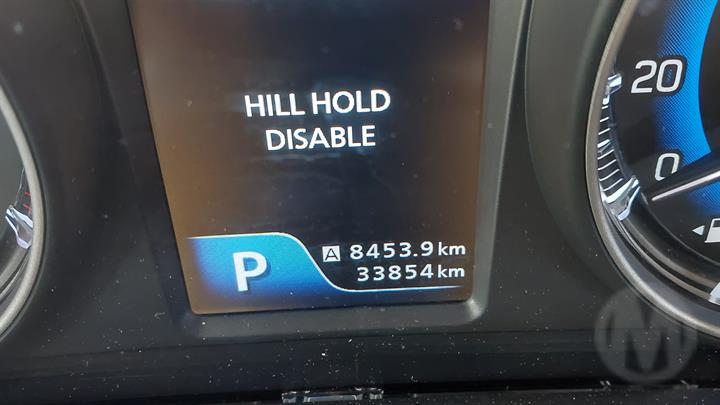 HILL HOLD
DISABLE
20
0
P
A 8453.9 km
33854 km
M